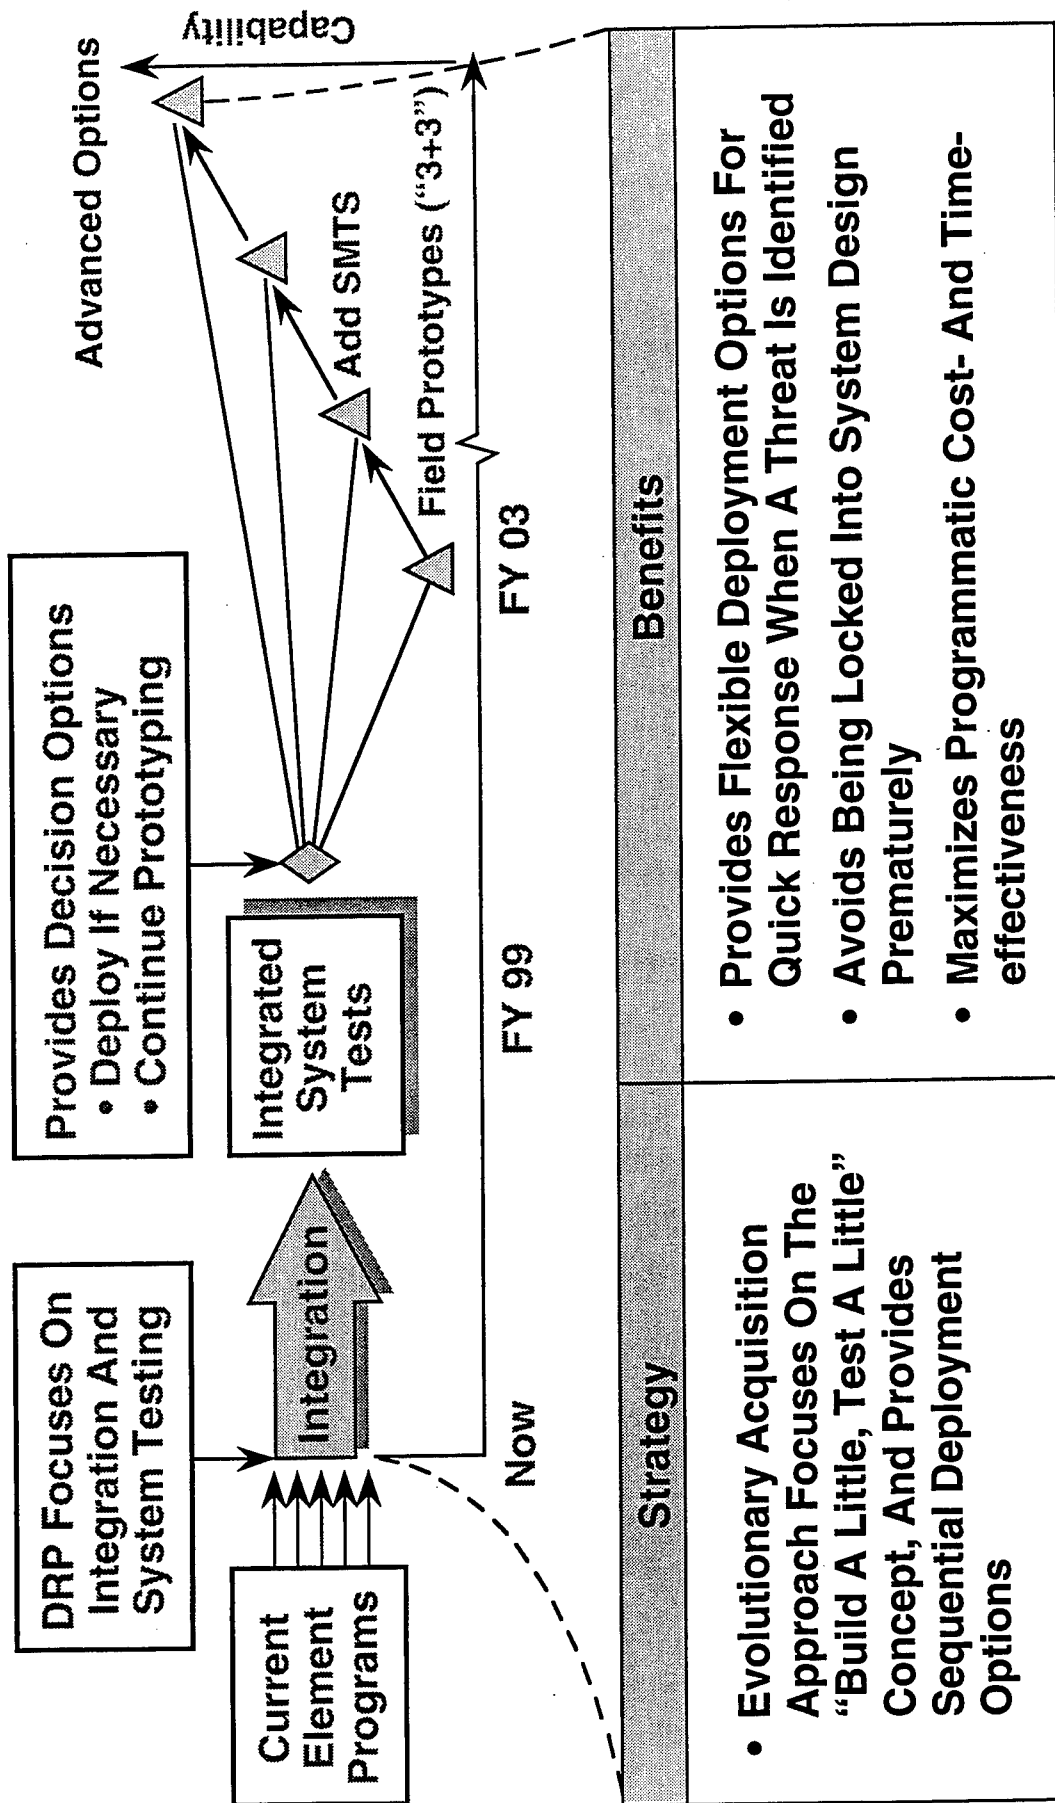 DRP Focuses On
Integration And
System Testing
Provides Decision Options
• Deploy If Necessary
• Continue Prototyping
Advanced Options
Capability
Current
Element
Programs
Integration
Integrated
System
Tests
Add SMTS
Field Prototypes (“3+3”)
Now
FY 99
FY 03
Strategy
Benefits
• Evolutionary Acquisition
Approach Focuses On The
“Build A Little, Test A Little”
Concept, And Provides
Sequential Deployment
Options
• Provides Flexible Deployment Options For
Quick Response When A Threat Is Identified
• Avoids Being Locked Into System Design
Prematurely
• Maximizes Programmatic Cost- And Time-
effectiveness